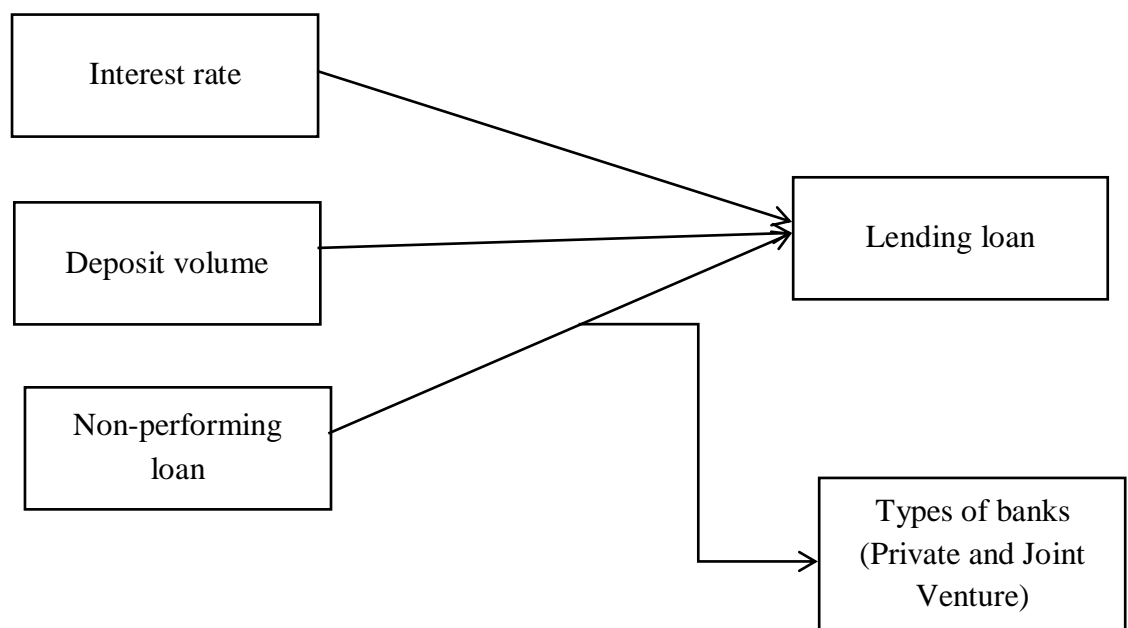 Interest rate
Deposit volume
Non-performing
loan
Lending loan
Types of banks
(Private and Joint
Venture)